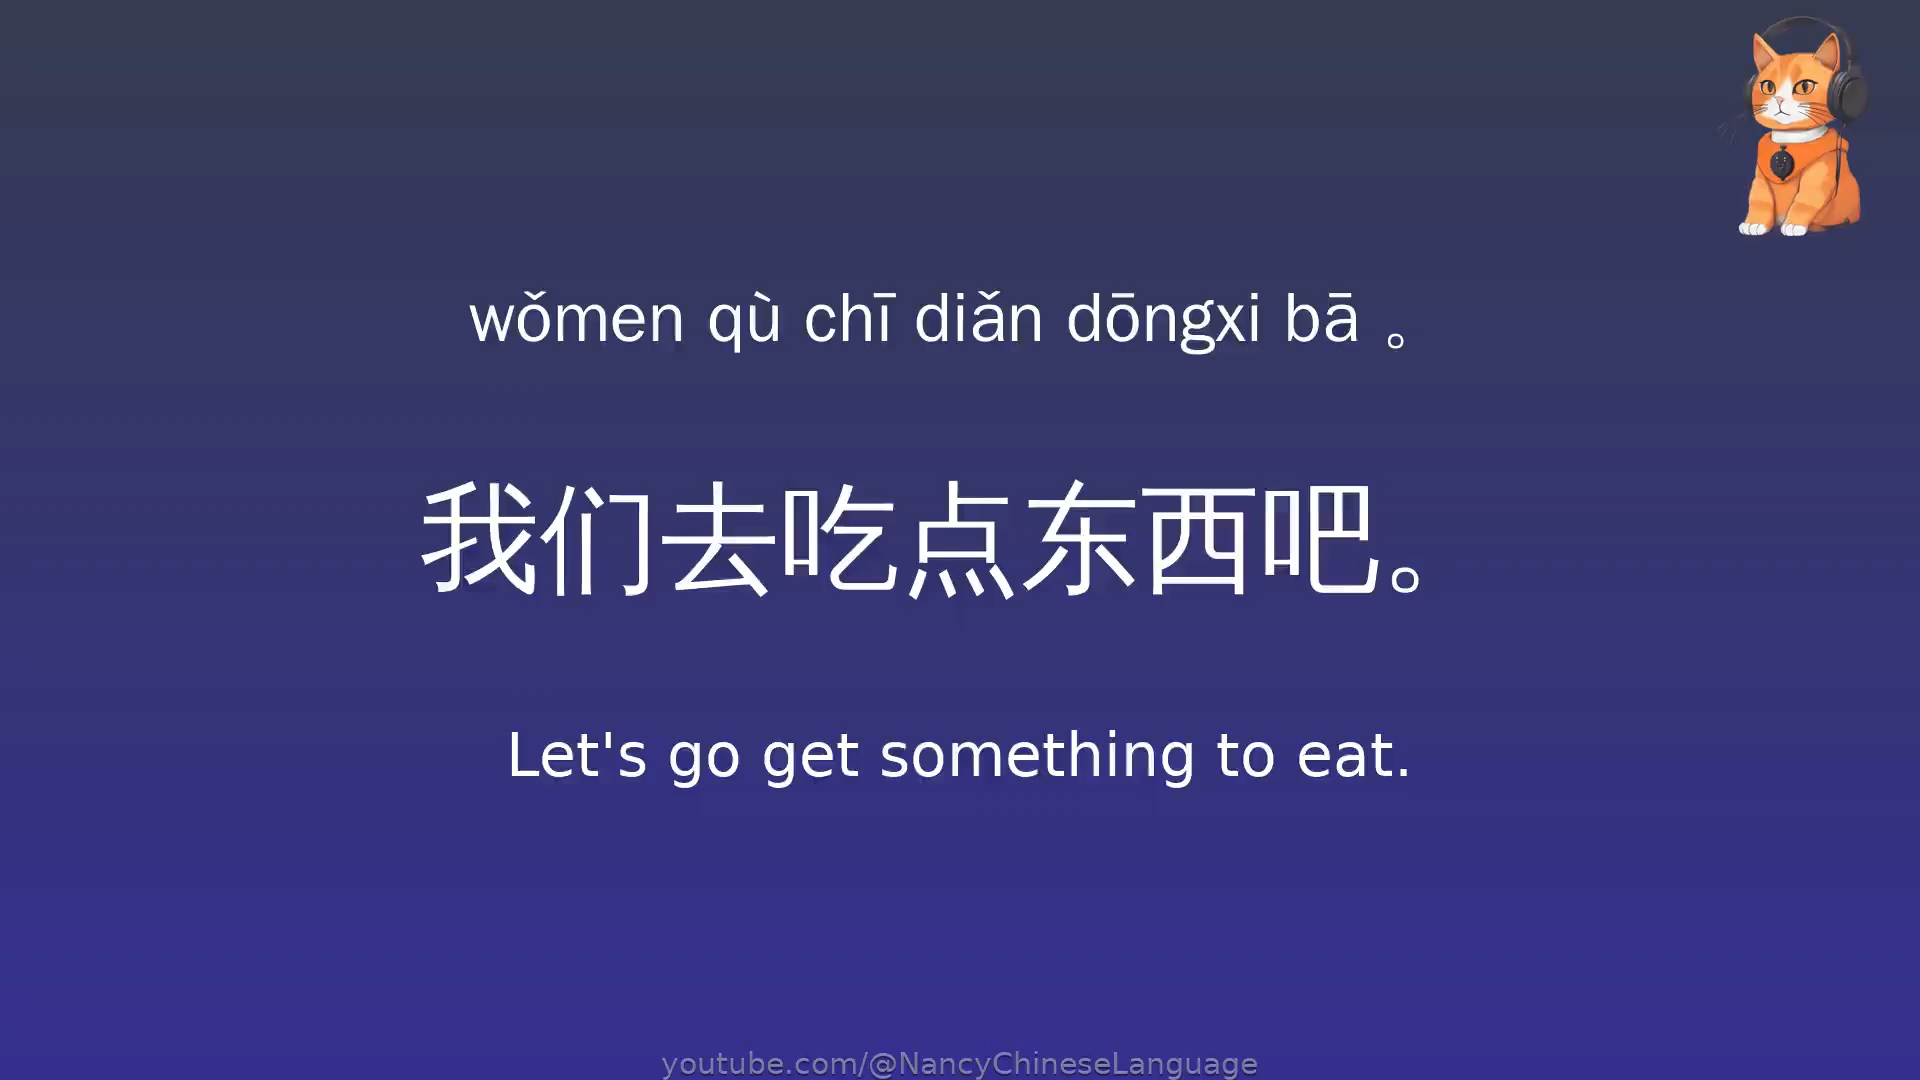 wǒmen qù chī diǎn dōngxi bā 。
我们去吃点东西吧。
Let's go get something to eat.
youtube.com/@NancyChineseLanguage